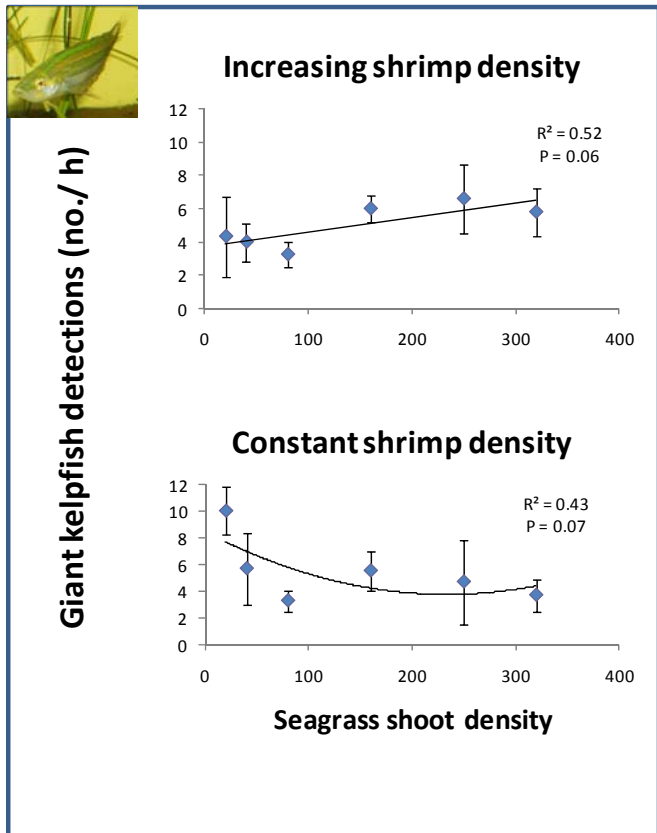 Increasing shrimp density
12
10
8
6
4
2
0
R² = 0.52
P = 0.06
0 100 200 300 400
Giant kelpfish detections (no./ h)
Constant shrimp density
12
10
8
6
4
2
0
R² = 0.43
P = 0.07
0 100 200 300 400
Seagrass shoot density